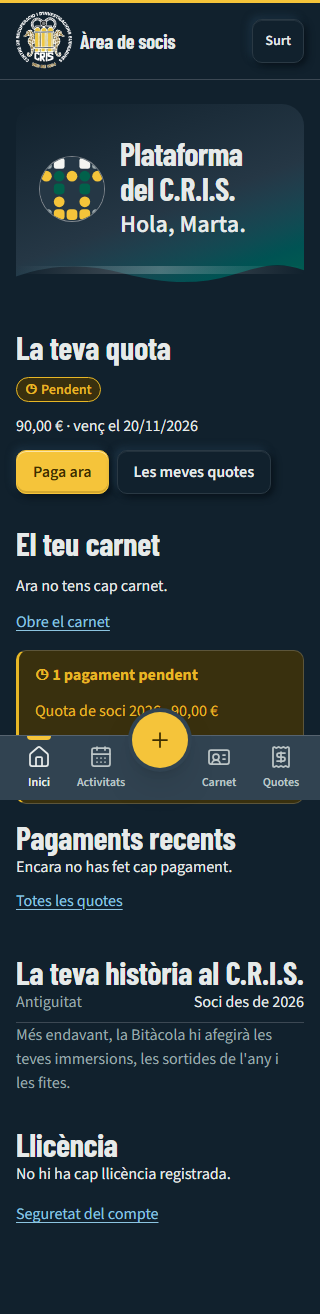 CRIS
Àrea de socis
Surt
Plataforma
del C.R.I.S.
Hola, Marta.
La teva quota
Pendent
90,00 € · venç el 20/11/2026
Paga ara
Les meves quotes
El teu carnet
Ara no tens cap carnet.
Obre el carnet
1 pagament pendent
Quota de soci 2026 · 90,00 €
Inici
Activitats
Carnet
Quotes
Pagaments recents
Encara no has fet cap pagament.
Totes les quotes
La teva història al C.R.I.S.
Antiguitat
Soci des de 2026
Més endavant, la Bitàcola hi afegirà les
teves immersions, les sortides de l'any i
les fites.
Llicència
No hi ha cap llicència registrada.
Seguretat del compte